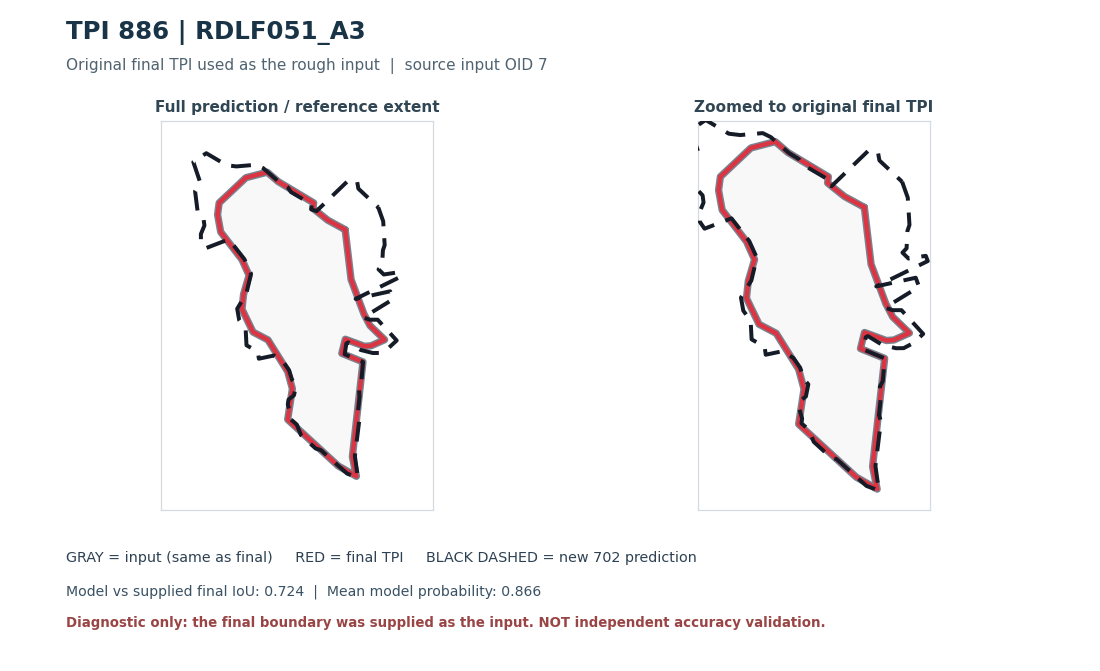 TPI 886 | RDLF051_A3
Original final TPI used as the rough input | source input OID 7
Full prediction / reference extent
Zoomed to original final TPI
GRAY = input (same as final) RED = final TPI BLACK DASHED = new 702 prediction
Model vs supplied final IoU: 0.724 | Mean model probability: 0.866
Diagnostic only: the final boundary was supplied as the input. NOT independent accuracy validation.